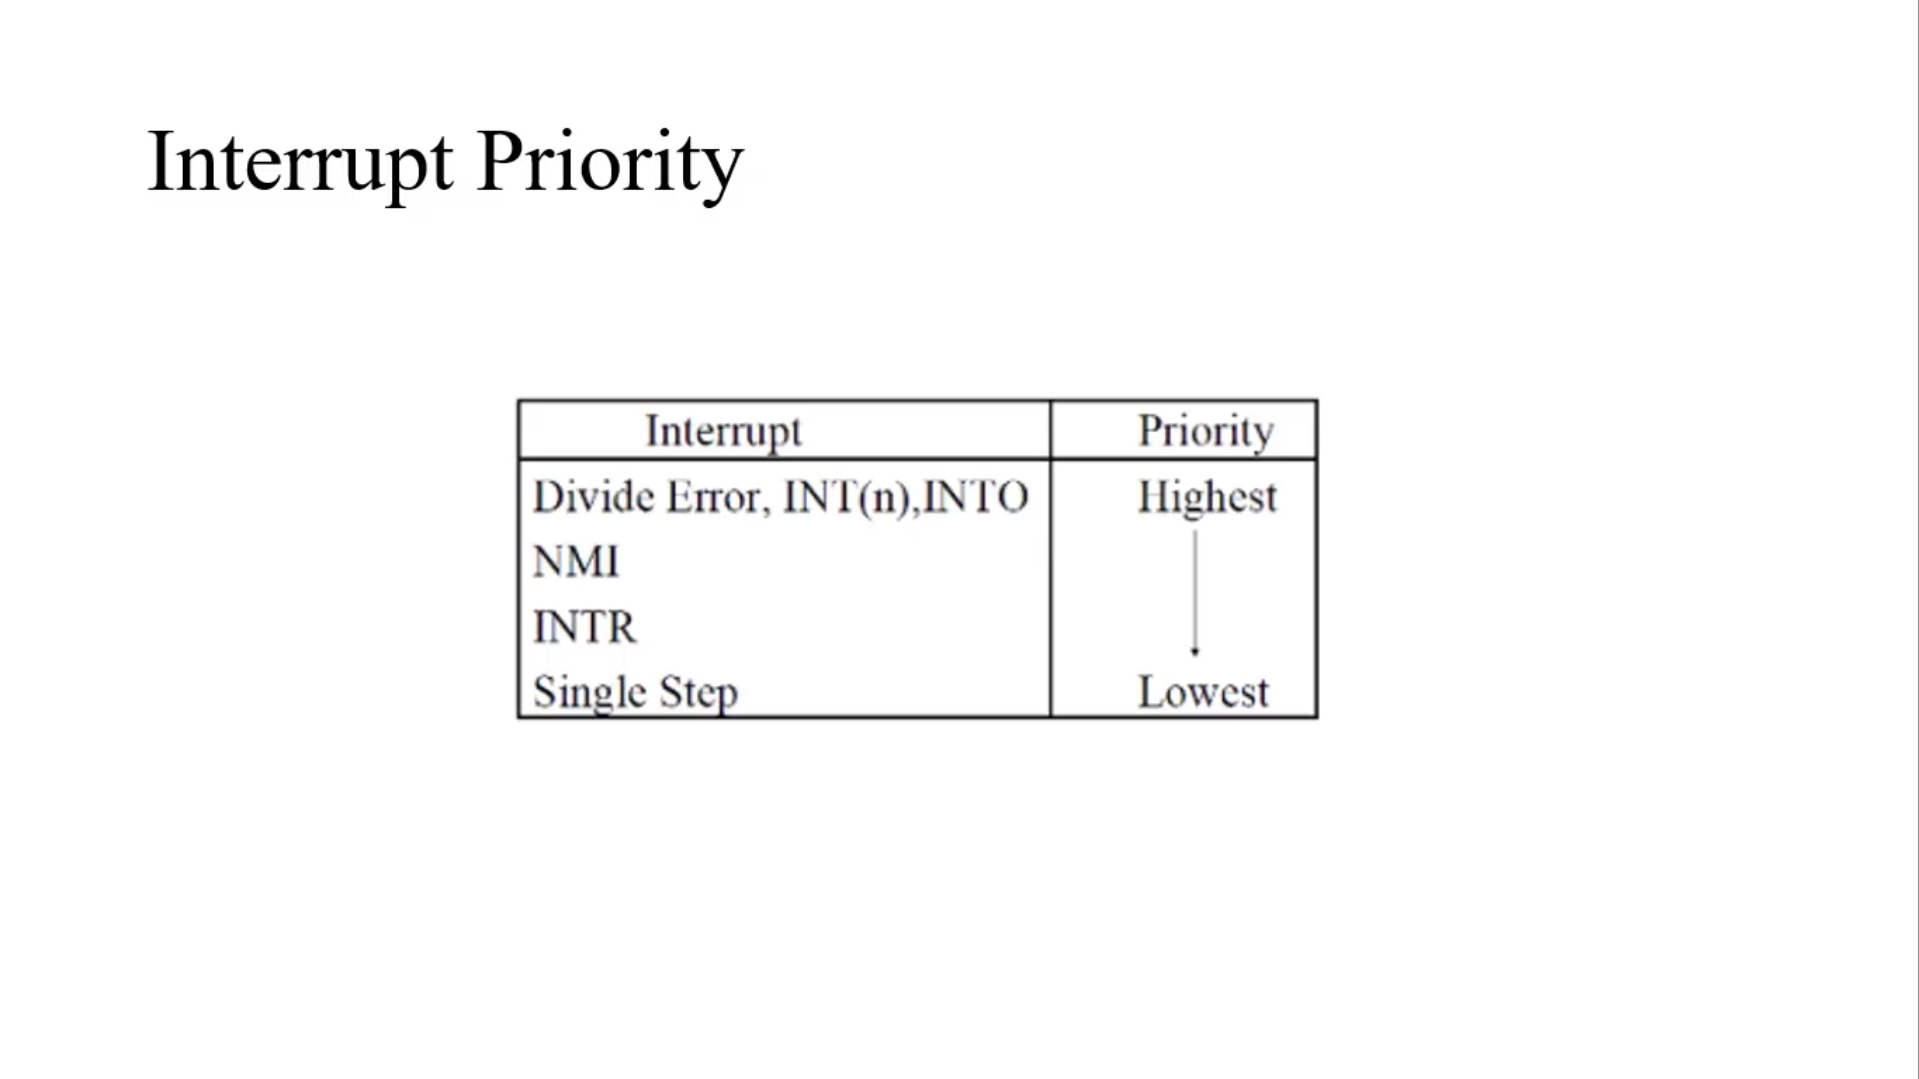 Interrupt Priority
Interrupt Priority
Divide Error, INT(n),INTO Highest
NMI
INTR
Single Step Lowest